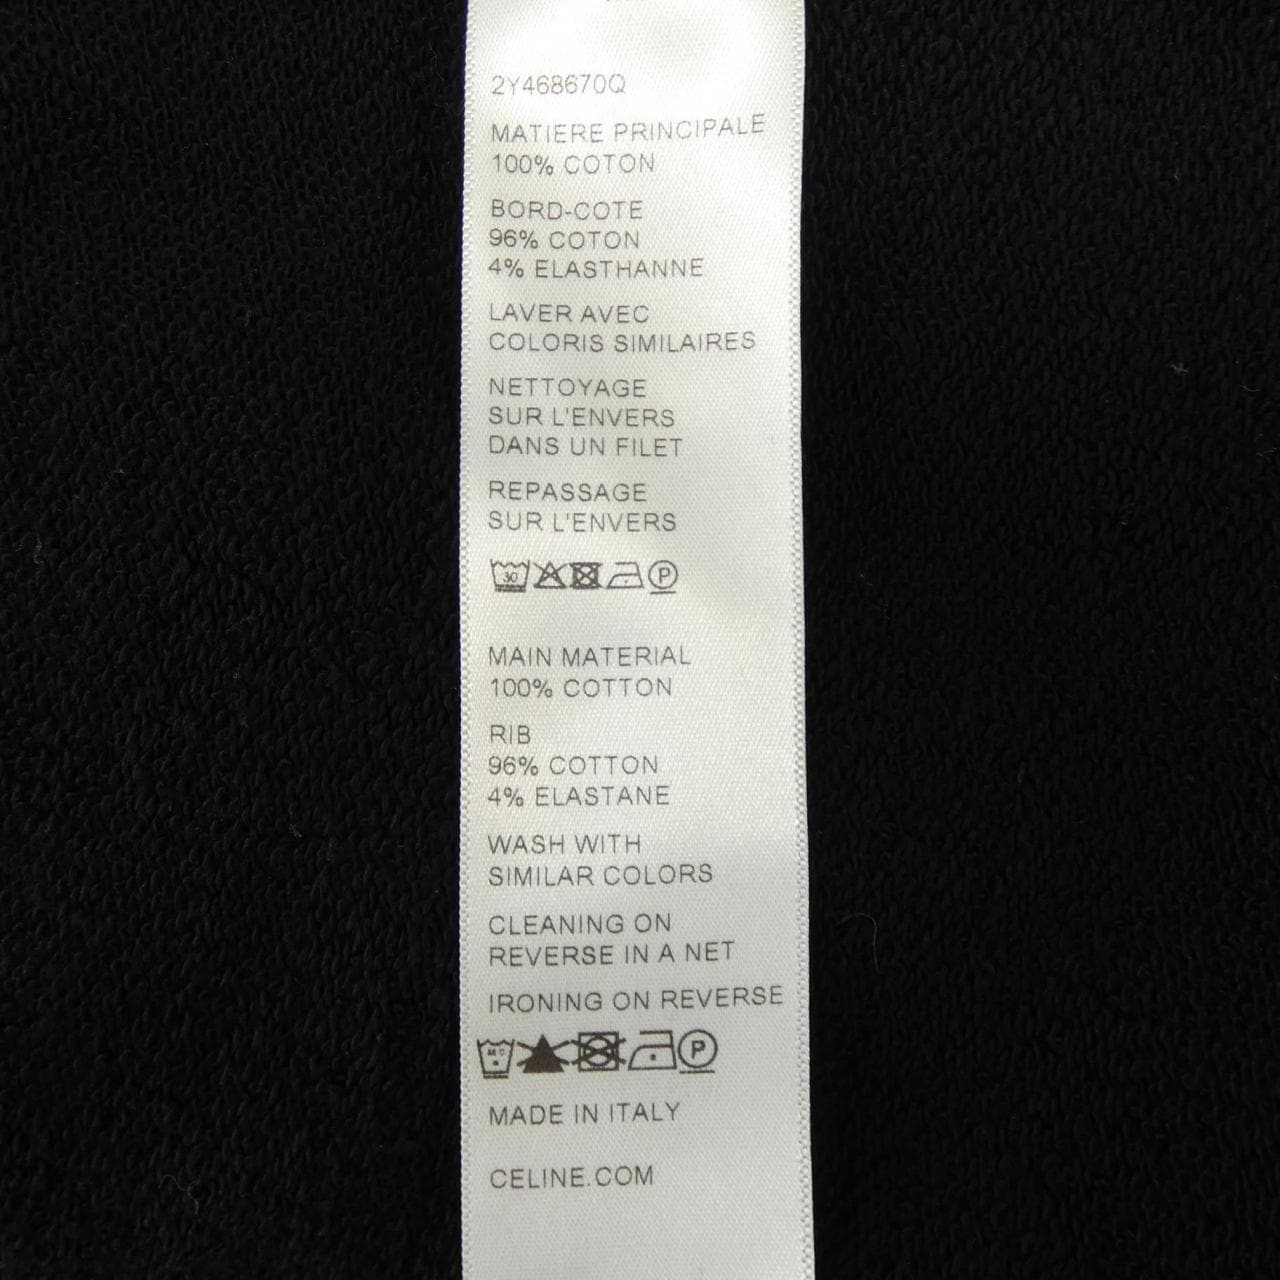 2Y468670Q
MATIERE PRINCIPALE
100% COTON
BORD-COTE
96% COTON
4% ELASTHANNE
LAVER AVEC
COLORIS SIMILAIRES
NETTOYAGE
SUR L'ENVERS
DANS UN FILET
REPASSAGE
SUR L'ENVERS
30 P
MAIN MATERIAL
100% COTTON
RIB
96% COTTON
4% ELASTANE
WASH WITH
SIMILAR COLORS
CLEANING ON
REVERSE IN A NET
IRONING ON REVERSE
P
MADE IN ITALY
CELINE.COM